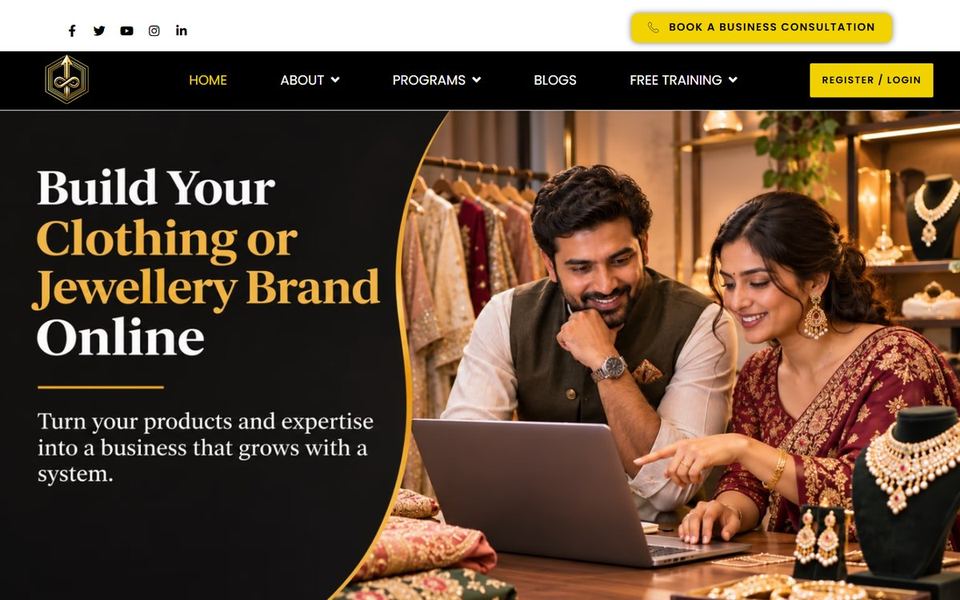 BOOK A BUSINESS CONSULTATION
HOME
ABOUT
PROGRAMS
BLOGS
FREE TRAINING
REGISTER / LOGIN
Build Your
Clothing or
Jewellery Brand
Online
Turn your products and expertise
into a business that grows with a
system.